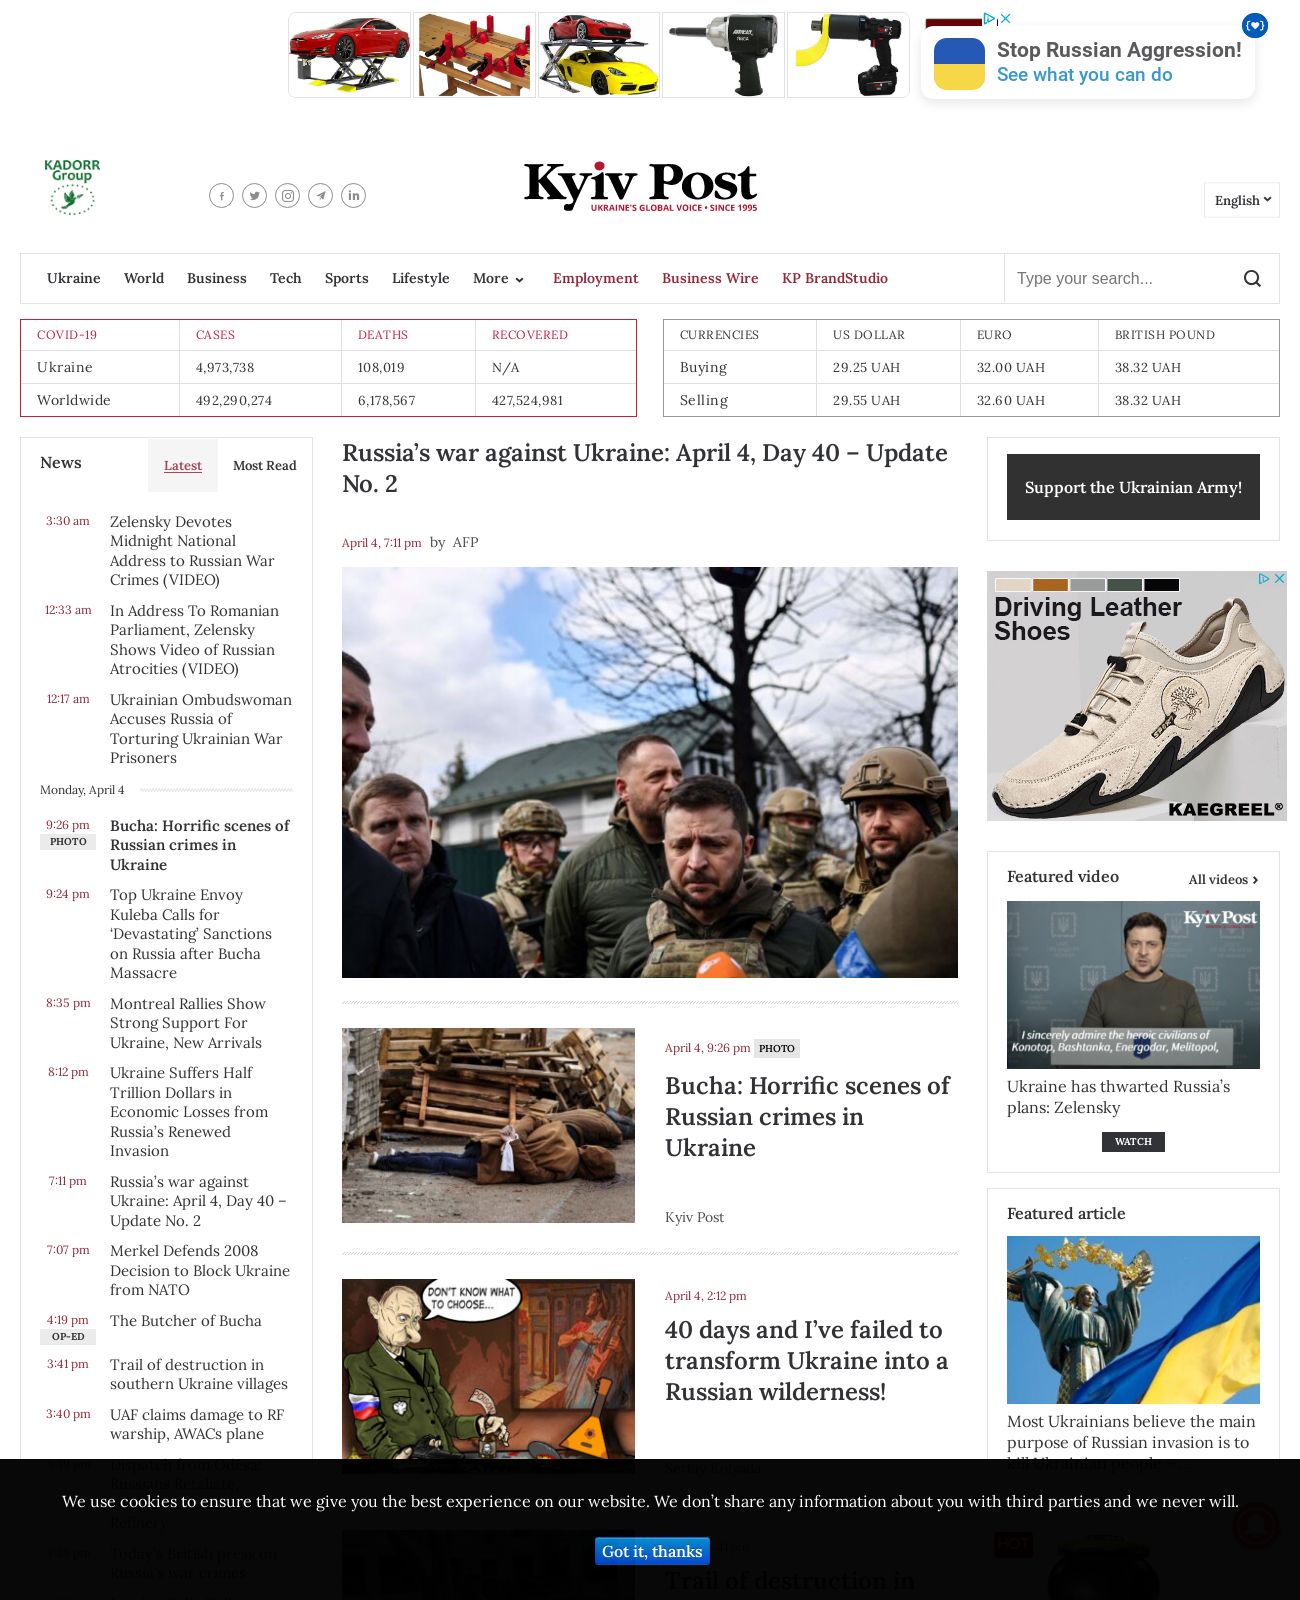 Stop Russian Aggression!
See what you can do
KADORR
Group
Kyiv Post
UKRAINE'S GLOBAL VOICE • SINCE 1995
English
Ukraine World Business Tech Sports Lifestyle More Employment Business Wire KP BrandStudio Type your search...
COVID-19 CASES DEATHS RECOVERED
Ukraine 4,973,738 108,019 N/A
Worldwide 492,290,274 6,178,567 427,524,981
CURRENCIES US DOLLAR EURO BRITISH POUND
Buying 29.25 UAH 32.00 UAH 38.32 UAH
Selling 29.55 UAH 32.60 UAH 38.32 UAH
News Latest Most Read
3:30 am Zelensky Devotes
Midnight National
Address to Russian War
Crimes (VIDEO)
12:33 am In Address To Romanian
Parliament, Zelensky
Shows Video of Russian
Atrocities (VIDEO)
12:17 am Ukrainian Ombudswoman
Accuses Russia of
Torturing Ukrainian War
Prisoners
Monday, April 4
9:26 pm Bucha: Horrific scenes of
PHOTO Russian crimes in
Ukraine
9:24 pm Top Ukraine Envoy
Kuleba Calls for
‘Devastating’ Sanctions
on Russia after Bucha
Massacre
8:35 pm Montreal Rallies Show
Strong Support For
Ukraine, New Arrivals
8:12 pm Ukraine Suffers Half
Trillion Dollars in
Economic Losses from
Russia’s Renewed
Invasion
7:11 pm Russia’s war against
Ukraine: April 4, Day 40 –
Update No. 2
7:07 pm Merkel Defends 2008
Decision to Block Ukraine
from NATO
4:19 pm The Butcher of Bucha
OP-ED
3:41 pm Trail of destruction in
southern Ukraine villages
3:40 pm UAF claims damage to RF
warship, AWACs plane
Russia’s war against Ukraine: April 4, Day 40 – Update
No. 2
April 4, 7:11 pm by AFP
April 4, 9:26 pm PHOTO
Bucha: Horrific scenes of
Russian crimes in
Ukraine
Kyiv Post
DON'T KNOW WHAT
TO CHOOSE...
April 4, 2:12 pm
40 days and I’ve failed to
transform Ukraine into a
Russian wilderness!
Support the Ukrainian Army!
Driving Leather
Shoes
KAEGREEL®
Featured video All videos
Kyiv Post
I sincerely admire the heroic civilians of
Konotop, Bashtanka, Energodar, Melitopol,
Ukraine has thwarted Russia’s
plans: Zelensky
WATCH
Featured article
Most Ukrainians believe the main
purpose of Russian invasion is to
kill Ukrainian people
We use cookies to ensure that we give you the best experience on our website. We don’t share any information about you with third parties and we never will.
Got it, thanks
HOT
Trail of destruction in